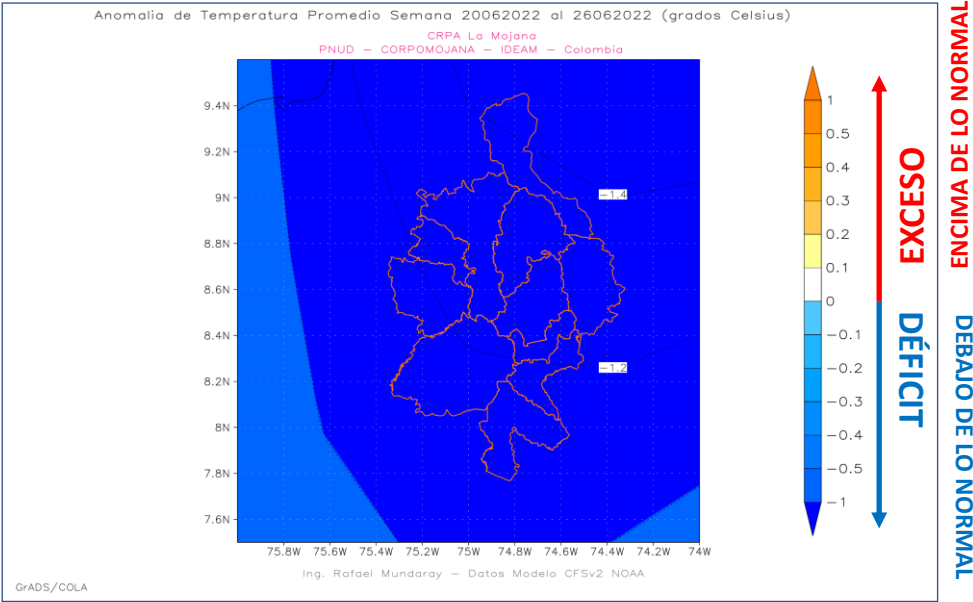 Anomalia de Temperatura Promedio Semana 20062022 al 26062022 (grados Celsius)
CRPA La Mojana
PNUD – CORPOMOJANA – IDEAM – Colombia
9.4N
9.2N
9N
8.8N
8.6N
8.4N
8.2N
8N
7.8N
7.6N
−1.4
−1.2
75.8W 75.6W 75.4W 75.2W 75W 74.8W 74.6W 74.4W 74.2W 74W
Ing. Rafael Mundaray – Datos Modelo CFSv2 NOAA
GrADS/COLA
1
0.5
0.4
0.3
0.2
0.1
0
−0.1
−0.2
−0.3
−0.4
−0.5
−1
EXCESO
DÉFICIT
ENCIMA DE LO NORMAL
DEBAJO DE LO NORMAL